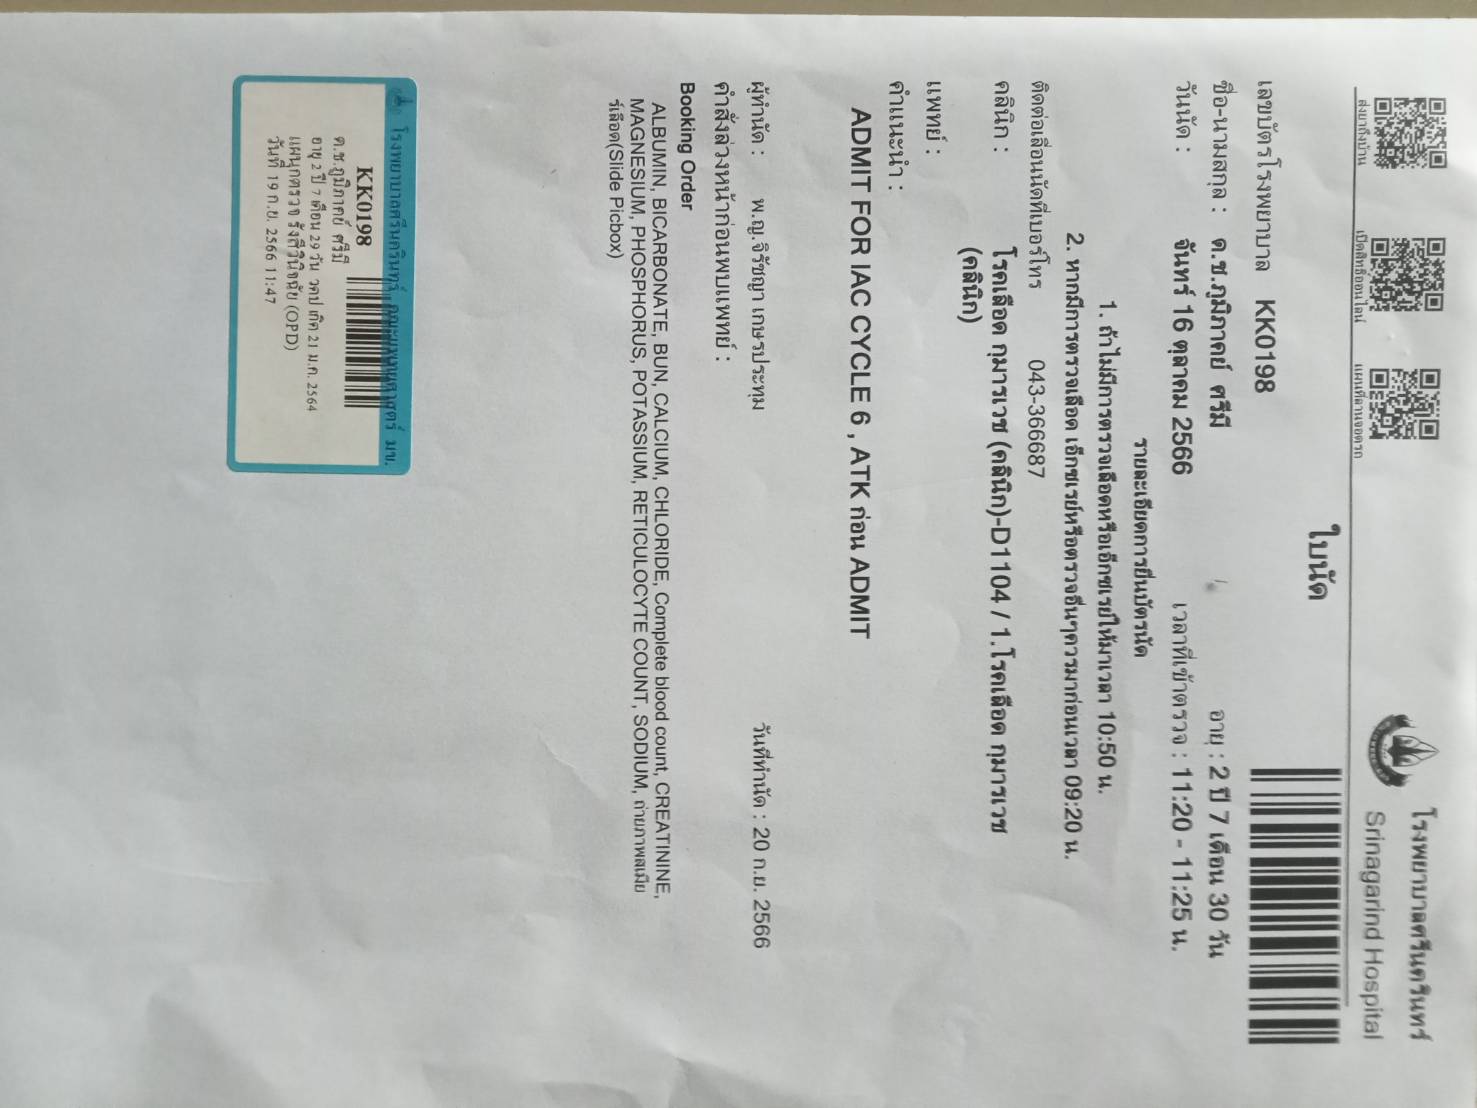 โรงพยาบาลศรีนครินทร์
Srinagarind Hospital
ส่งยาถึงบ้าน เปิดสิทธิออนไลน์ แผนที่ลานจอดรถ
ใบนัด
เลขบัตรโรงพยาบาล KK0198
ชื่อ-นามสกุล : ด.ช.ภูมิภาคย์ ศรีมี อายุ : 2 ปี 7 เดือน 30 วัน
วันนัด : จันทร์ 16 ตุลาคม 2566 เวลาที่เข้าตรวจ : 11:20 - 11:25 น.
รายละเอียดการยื่นบัตรนัด
1. ถ้าไม่มีการตรวจเลือดหรือเอ็กซเรย์ให้มาเวลา 10:50 น.
2. หากมีการตรวจเลือด เอ็กซเรย์หรือตรวจอื่นๆควรมาก่อนเวลา 09:20 น.
ติดต่อเลื่อนนัดที่เบอร์โทร 043-366687
คลินิก : โรคเลือด กุมารเวช (คลินิก)-D1104 / 1.โรคเลือด กุมารเวช
(คลินิก)
แพทย์ :
คำแนะนำ :
ADMIT FOR IAC CYCLE 6 , ATK ก่อน ADMIT
ผู้ทำนัด : พ.ญ.จิรัชญา เกษรประทุม วันที่ทำนัด : 20 ก.ย. 2566
คำสั่งล่วงหน้าก่อนพบแพทย์ :
Booking Order
ALBUMIN, BICARBONATE, BUN, CALCIUM, CHLORIDE, Complete blood count, CREATININE,
MAGNESIUM, PHOSPHORUS, POTASSIUM, RETICULOCYTE COUNT, SODIUM, ถ่ายภาพสเมีย
ร์เลือด(Slide Picbox)
โรงพยาบาลศรีนครินทร์ คณะแพทยศาสตร์ มข.
KK0198
ด.ช.ภูมิภาคย์ ศรีมี
อายุ 2 ปี 7 เดือน 29 วัน วดป เกิด 21 ม.ค. 2564
แผนกตรวจ รังสีวินิจฉัย (OPD)
วันที่ 19 ก.ย. 2566 11:47